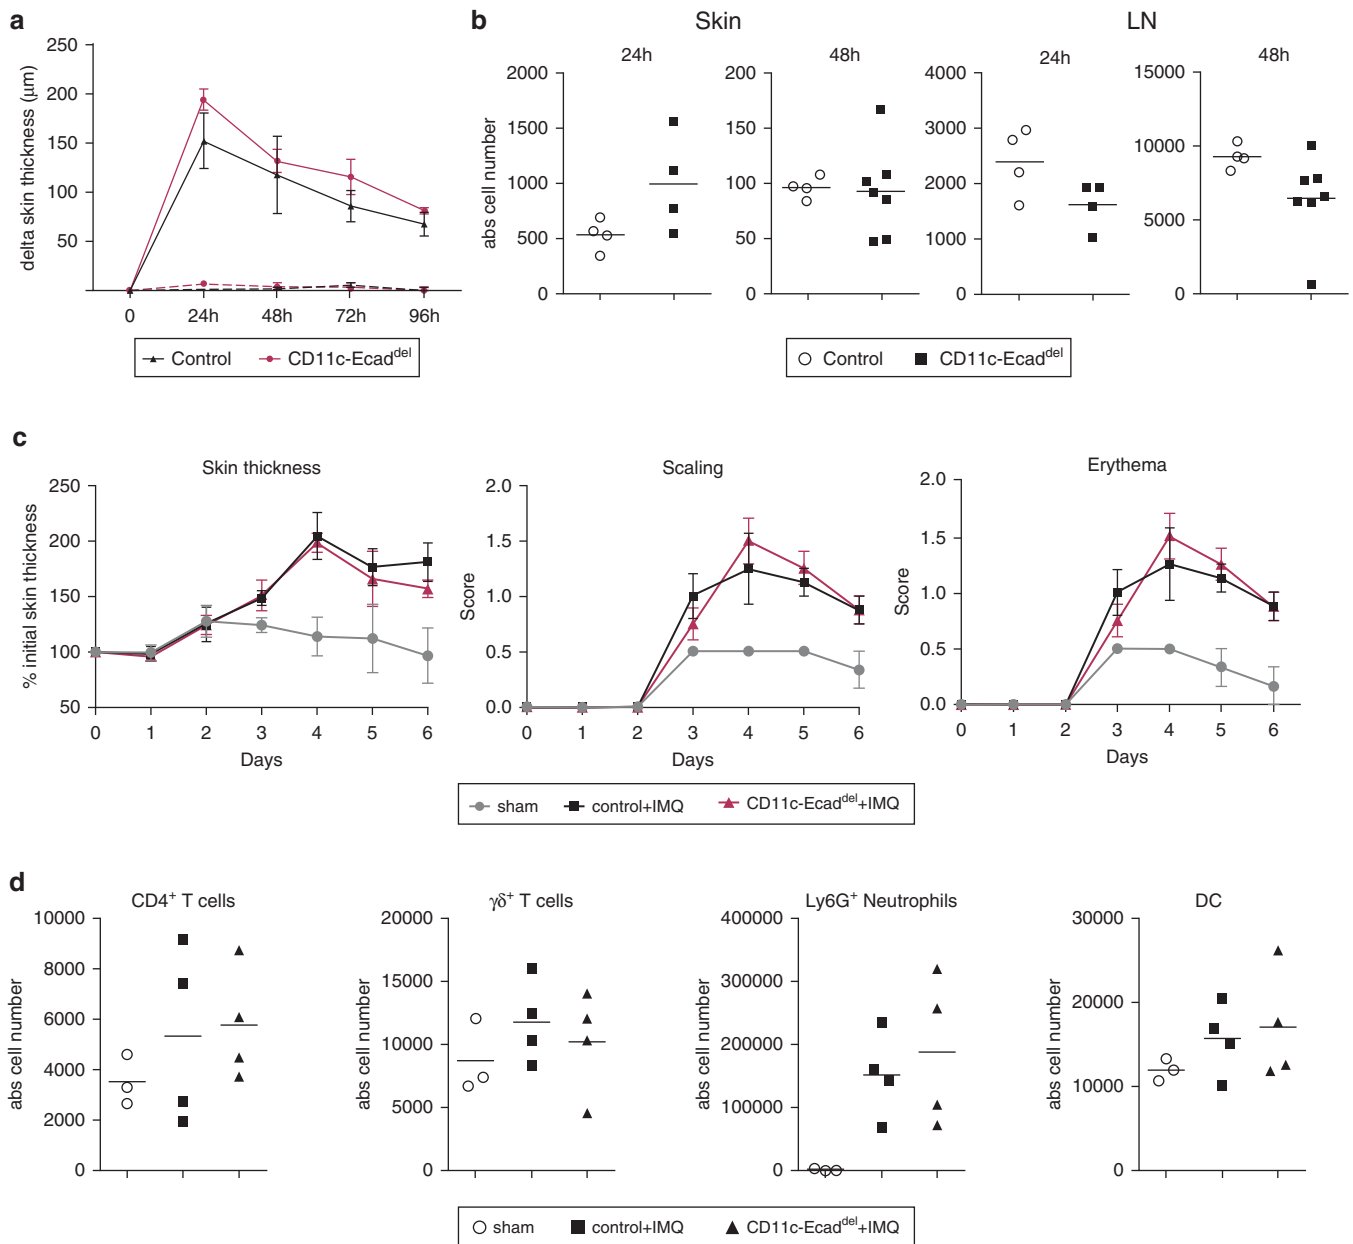 a
250
200
150
100
50
delta skin thickness (μm)
0 24h 48h 72h 96h
Control CD11c-Ecad^del
b
Skin LN
24h 48h 24h 48h
abs cell number
2000
1500
1000
500
0
200
150
100
50
0
4000
3000
2000
1000
0
15000
10000
5000
0
Control CD11c-Ecad^del
c
Skin thickness
% initial skin thickness
250
200
150
100
50
0 1 2 3 4 5 6
Days
Scaling
Score
2.0
1.5
1.0
0.5
0.0
0 1 2 3 4 5 6
Days
Erythema
Score
2.0
1.5
1.0
0.5
0.0
0 1 2 3 4 5 6
Days
sham control+IMQ CD11c-Ecad^del+IMQ
d
CD4⁺ T cells
abs cell number
10000
8000
6000
4000
2000
0
γδ⁺ T cells
abs cell number
20000
15000
10000
5000
0
Ly6G⁺ Neutrophils
abs cell number
400000
300000
200000
100000
0
DC
abs cell number
30000
20000
10000
0
sham control+IMQ CD11c-Ecad^del+IMQ